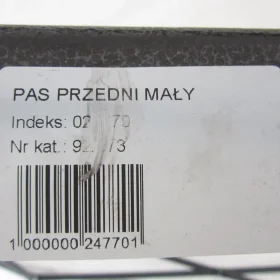 PAS PRZEDNI MAŁY
Indeks:
Nr kat.:
1 000000 247701